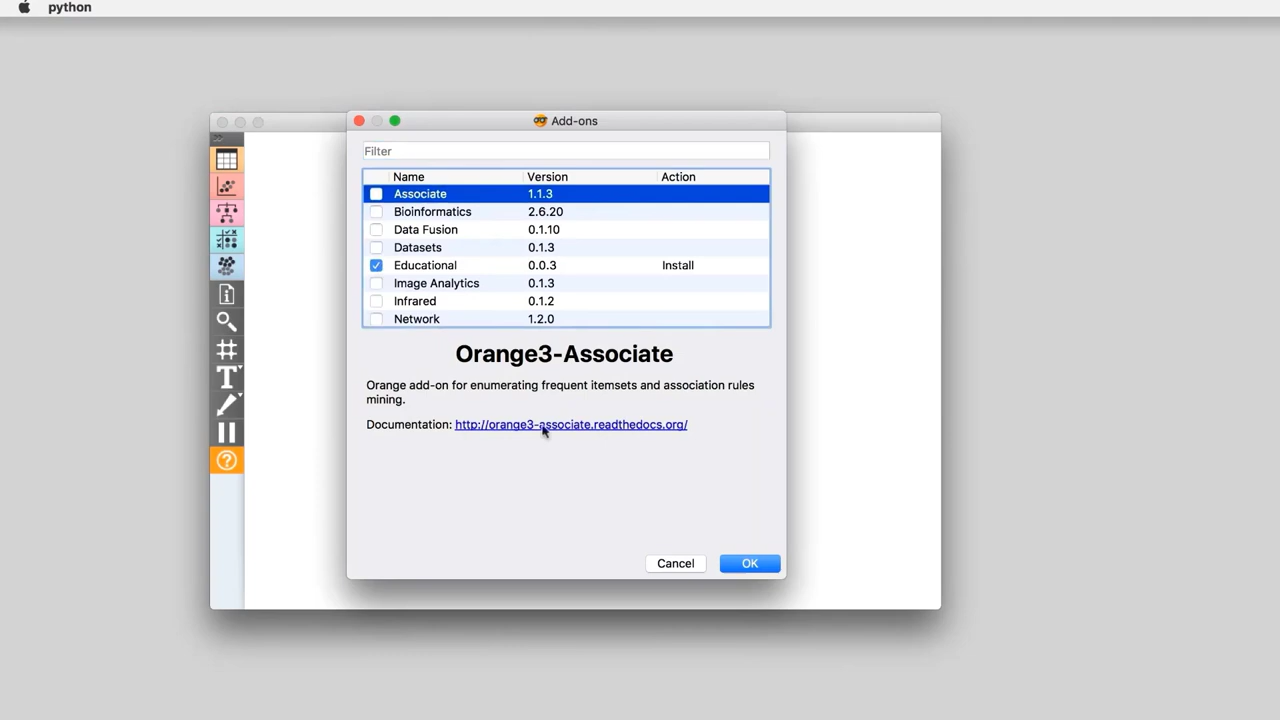 python
Add-ons
Filter
Name Version Action
Associate 1.1.3
Bioinformatics 2.6.20
Data Fusion 0.1.10
Datasets 0.1.3
Educational 0.0.3 Install
Image Analytics 0.1.3
Infrared 0.1.2
Network 1.2.0
Orange3-Associate
Orange add-on for enumerating frequent itemsets and association rules
mining.
Documentation: http://orange3-associate.readthedocs.org/
T
?
Cancel OK